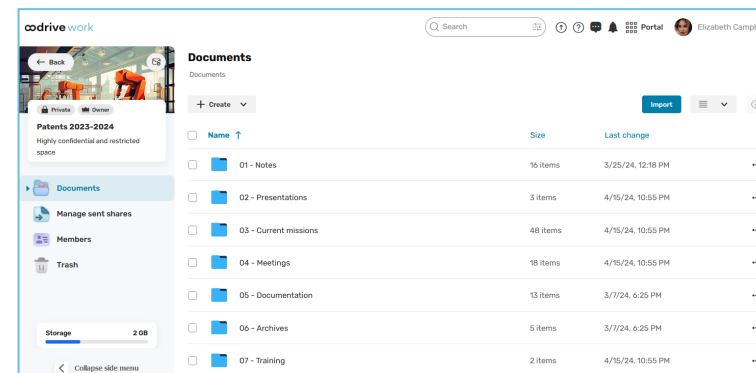 oodrive work
Search
Portal
Elizabeth Campb
← Back
Private
Owner
Patents 2023-2024
Highly confidential and restricted
space
Documents
Manage sent shares
Members
Trash
Storage 2 GB
Collapse side menu
Documents
Documents
+ Create
Import
Name ↑ Size Last change
01 - Notes 16 items 3/25/24, 12:18 PM
02 - Presentations 3 items 4/15/24, 10:55 PM
03 - Current missions 48 items 4/15/24, 10:55 PM
04 - Meetings 18 items 4/15/24, 10:55 PM
05 - Documentation 13 items 3/7/24, 6:25 PM
06 - Archives 5 items 3/7/24, 6:25 PM
07 - Training 2 items 4/15/24, 10:55 PM